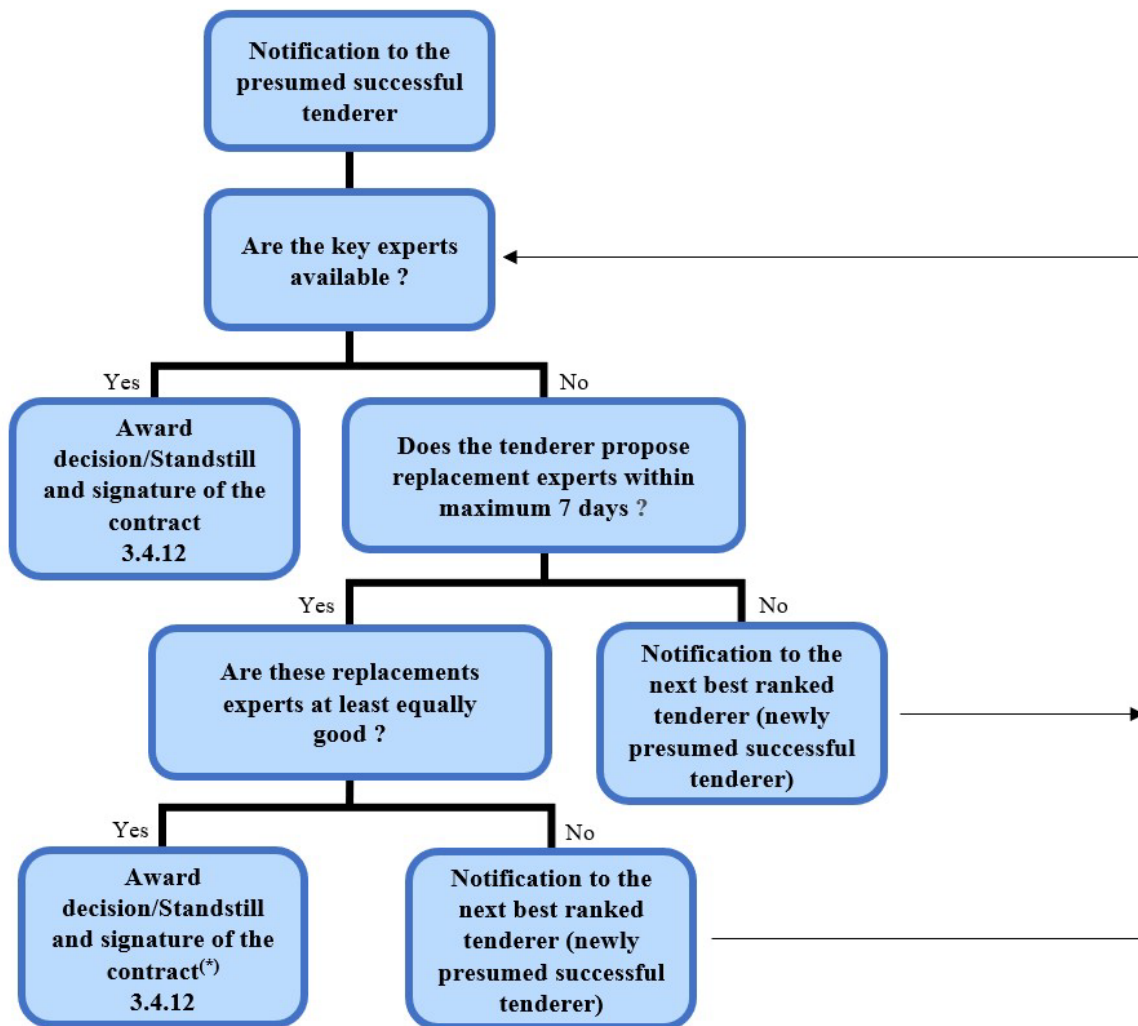 Notification to the
presumed successful
tenderer
Are the key experts
available ?
Yes
No
Award
decision/Standstill
and signature of the
contract
3.4.12
Does the tenderer propose
replacement experts within
maximum 7 days ?
Yes
No
Are these replacements
experts at least equally
good ?
Notification to the
next best ranked
tenderer (newly
presumed successful
tenderer)
Yes
No
Award
decision/Standstill
and signature of the
contract(*)
3.4.12
Notification to the
next best ranked
tenderer (newly
presumed successful
tenderer)